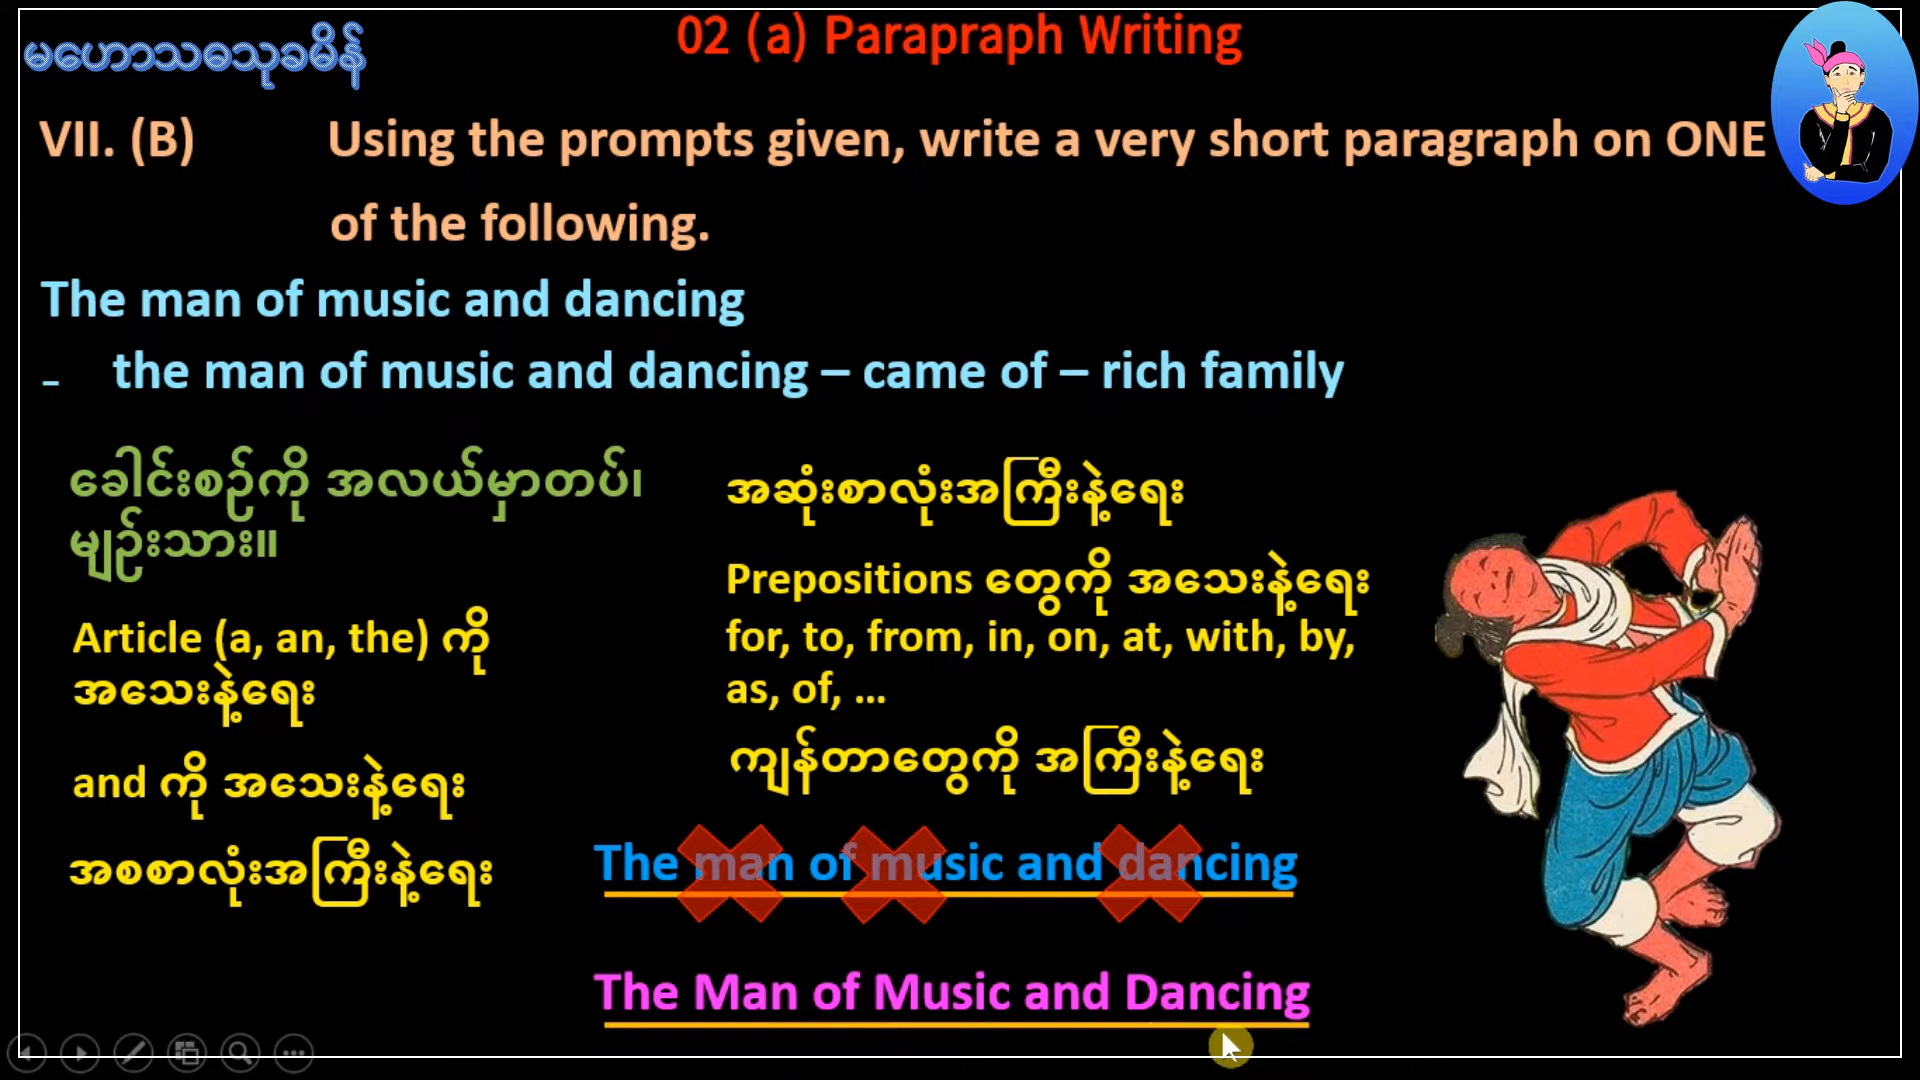 မဟောသဓသုခမိန်
02 (a) Parapraph Writing
VII. (B) Using the prompts given, write a very short paragraph on ONE
of the following.
The man of music and dancing
- the man of music and dancing – came of – rich family
ခေါင်းစဉ်ကို အလယ်မှာတပ်၊
မျဉ်းသား။
Article (a, an, the) ကို
အသေးနဲ့ရေး
and ကို အသေးနဲ့ရေး
အစစာလုံးအကြီးနဲ့ရေး
အဆုံးစာလုံးအကြီးနဲ့ရေး
Prepositions တွေကို အသေးနဲ့ရေး
for, to, from, in, on, at, with, by,
as, of, ...
ကျန်တာတွေကို အကြီးနဲ့ရေး
The man of music and dancing
The Man of Music and Dancing